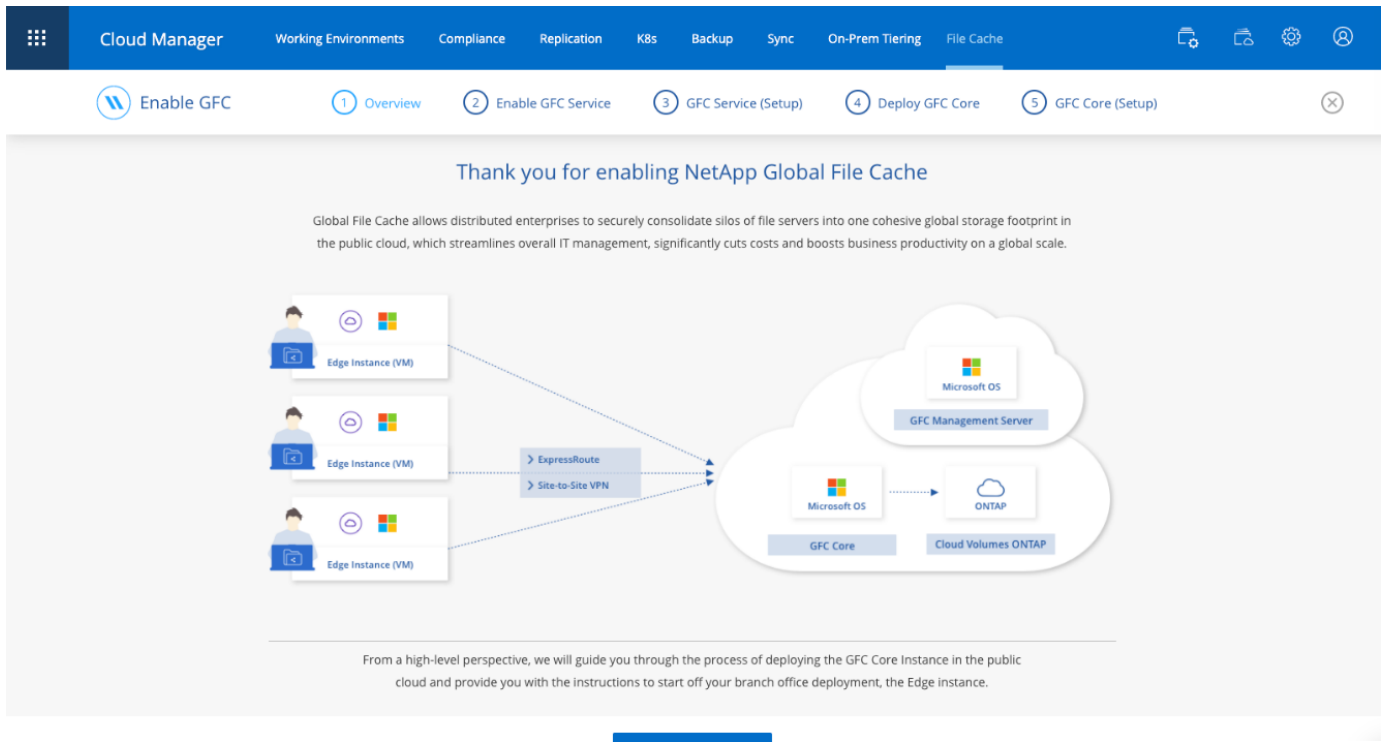 Cloud Manager
Working Environments
Compliance
Replication
K8s
Backup
Sync
On-Prem Tiering
File Cache
Enable GFC
1 Overview
2 Enable GFC Service
3 GFC Service (Setup)
4 Deploy GFC Core
5 GFC Core (Setup)
Thank you for enabling NetApp Global File Cache
Global File Cache allows distributed enterprises to securely consolidate silos of file servers into one cohesive global storage footprint in
the public cloud, which streamlines overall IT management, significantly cuts costs and boosts business productivity on a global scale.
Edge Instance (VM)
Edge Instance (VM)
Edge Instance (VM)
> ExpressRoute
> Site-to-Site VPN
Microsoft OS
GFC Management Server
Microsoft OS
GFC Core
ONTAP
Cloud Volumes ONTAP
From a high-level perspective, we will guide you through the process of deploying the GFC Core Instance in the public
cloud and provide you with the instructions to start off your branch office deployment, the Edge instance.